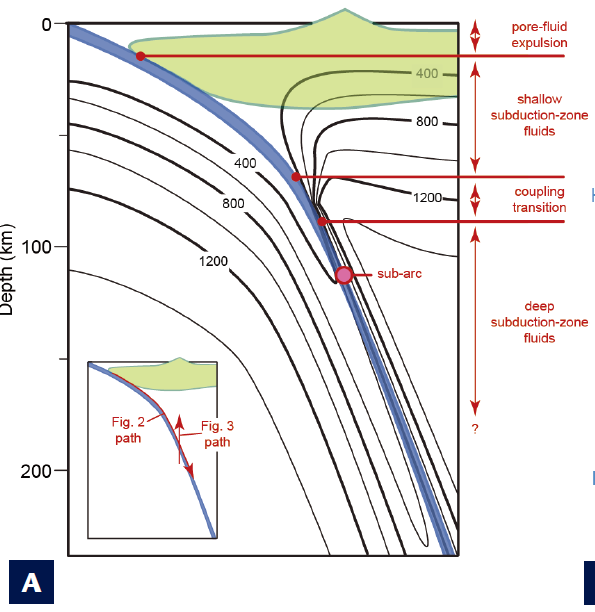 0
pore-fluid
expulsion
400
shallow
subduction-zone
fluids
800
400
coupling
transition
1200
800
Depth (km)
100
1200
sub-arc
deep
subduction-zone
fluids
Fig. 2
path
Fig. 3
path
?
200
A